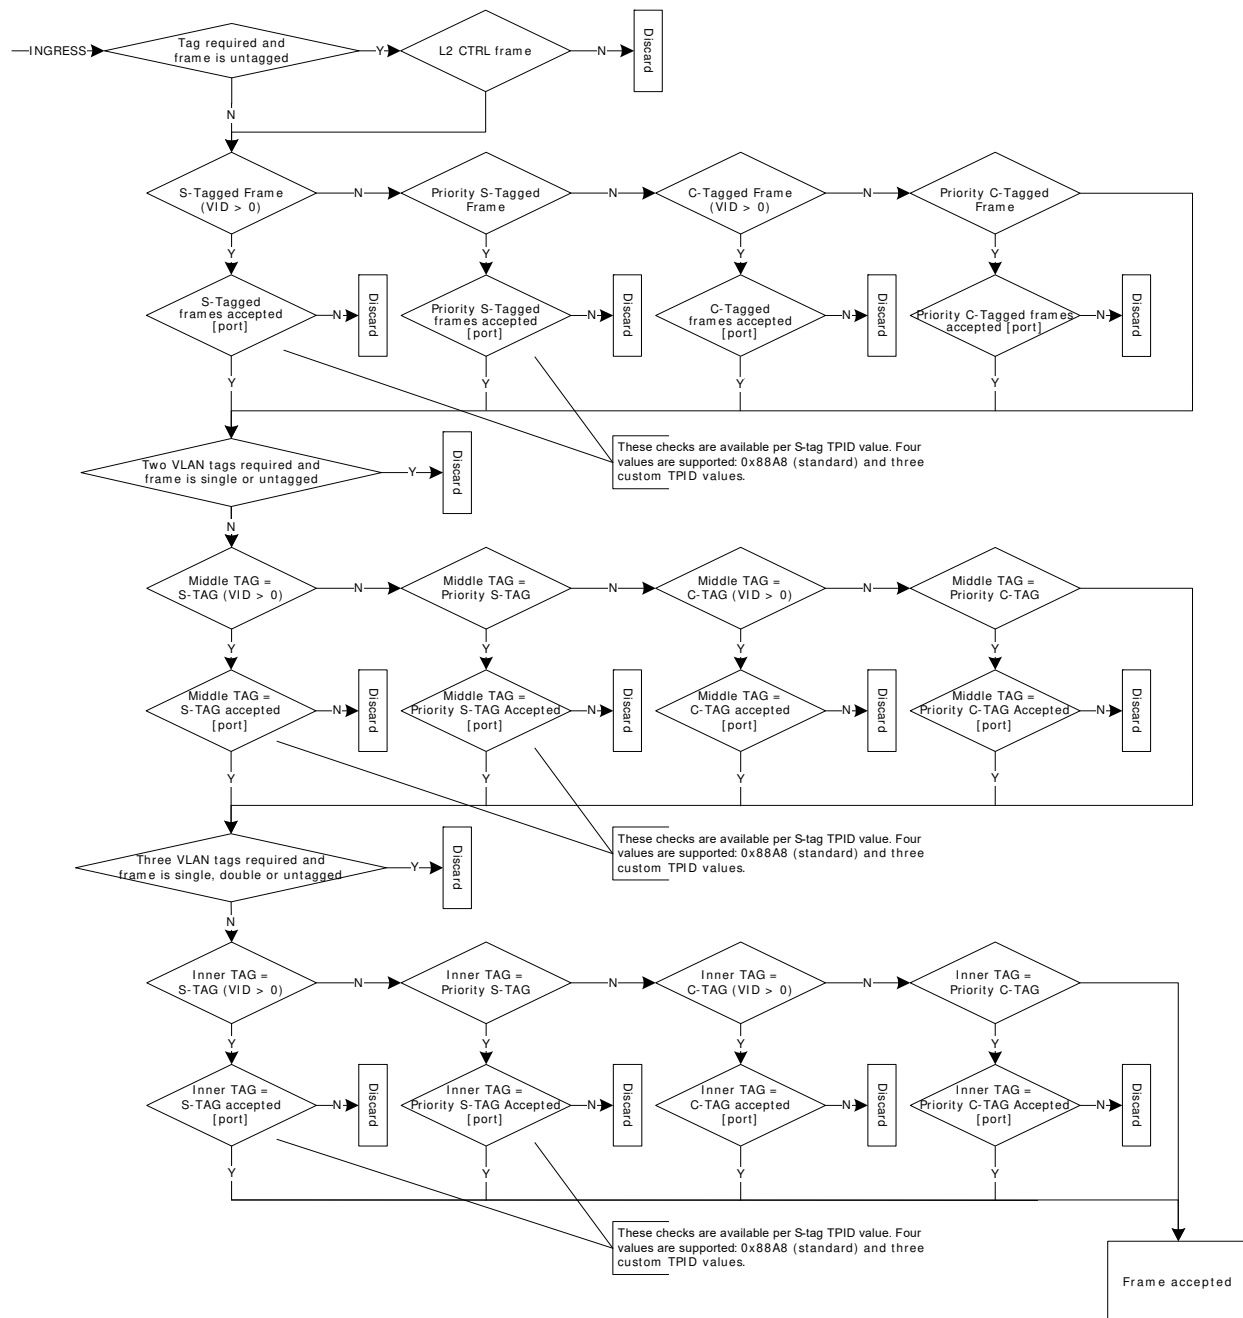 INGRESS
Tag required and
frame is untagged
Y
L2 CTRL frame
N
Discard
N
S-Tagged Frame
(VID > 0)
N
Priority S-Tagged
Frame
N
C-Tagged Frame
(VID > 0)
N
Priority C-Tagged
Frame
Y
Y
Y
Y
S-Tagged
frames accepted
[port]
N
Discard
Priority S-Tagged
frames accepted
[port]
N
Discard
C-Tagged
frames accepted
[port]
N
Discard
Priority C-Tagged frames
accepted [port]
N
Discard
Y
Y
Y
Y
These checks are available per S-tag TPID value. Four
values are supported: 0x88A8 (standard) and three
custom TPID values.
Two VLAN tags required and
frame is single or untagged
Y
Discard
N
Middle TAG =
S-TAG (VID > 0)
N
Middle TAG =
Priority S-TAG
N
Middle TAG =
C-TAG (VID > 0)
N
Middle TAG =
Priority C-TAG
Y
Y
Y
Y
Middle TAG =
S-TAG accepted
[port]
N
Discard
Middle TAG =
Priority S-TAG Accepted
[port]
N
Discard
Middle TAG =
C-TAG accepted
[port]
N
Discard
Middle TAG =
Priority C-TAG Accepted
[port]
N
Discard
Y
Y
Y
Y
These checks are available per S-tag TPID value. Four
values are supported: 0x88A8 (standard) and three
custom TPID values.
Three VLAN tags required and
frame is single, double or untagged
Y
Discard
N
Inner TAG =
S-TAG (VID > 0)
N
Inner TAG =
Priority S-TAG
N
Inner TAG =
C-TAG (VID > 0)
N
Inner TAG =
Priority C-TAG
Y
Y
Y
Y
Inner TAG =
S-TAG accepted
[port]
N
Discard
Inner TAG =
Priority S-TAG Accepted
[port]
N
Discard
Inner TAG =
C-TAG accepted
[port]
N
Discard
Inner TAG =
Priority C-TAG Accepted
[port]
N
Discard
Y
Y
Y
Y
These checks are available per S-tag TPID value. Four
values are supported: 0x88A8 (standard) and three
custom TPID values.
Frame accepted